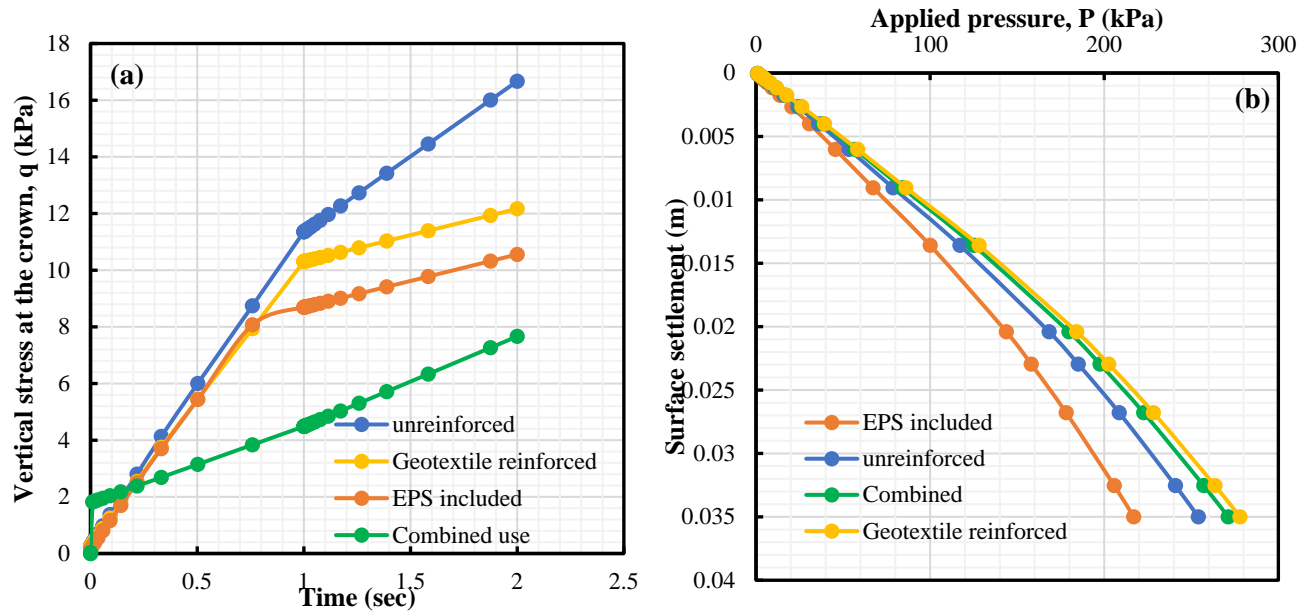 (a)
Vertical stress at the crown, q (kPa)
18
16
14
12
10
8
6
4
2
0
unreinforced
Geotextile reinforced
EPS included
Combined use
0
0.5
1
1.5
2
2.5
Time (sec)
Applied pressure, P (kPa)
0
100
200
300
(b)
Surface settlement (m)
0
0.005
0.01
0.015
0.02
0.025
0.03
0.035
0.04
EPS included
unreinforced
Combined
Geotextile reinforced